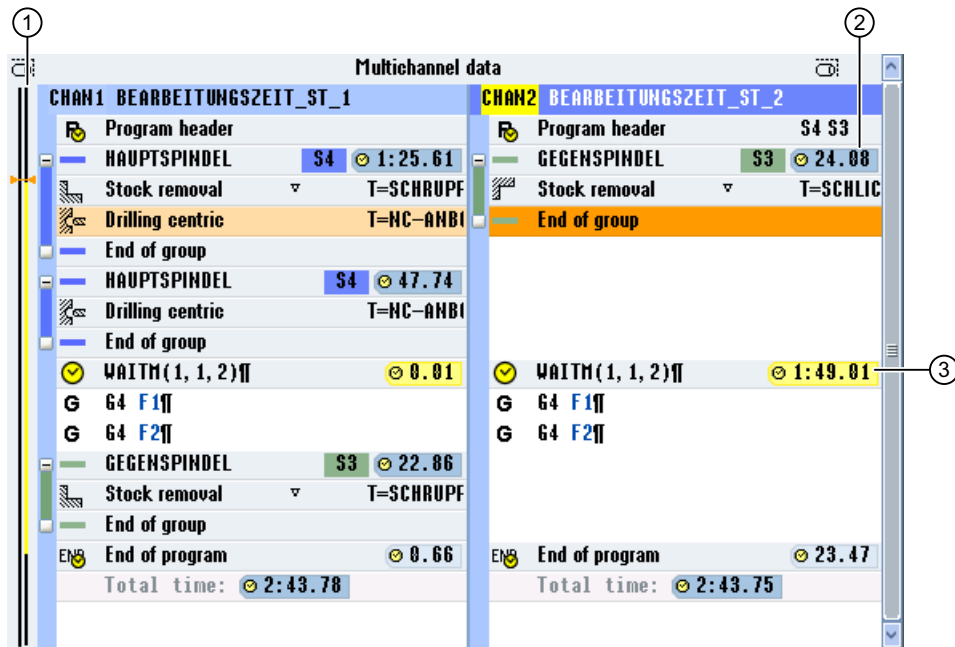 1 2
Multichannel data
CHAN1 BEARBEITUNGSZEIT_ST_1 CHAN2 BEARBEITUNGSZEIT_ST_2
Program header Program header S4 S3
HAUPTSPINDEL S4 1:25.61 GEGENSPINDEL S3 24.08
Stock removal T=SCHRUPF Stock removal T=SCHLIC
Drilling centric T=NC-ANBO End of group
End of group
HAUPTSPINDEL S4 47.74
Drilling centric T=NC-ANBO
End of group
WAITM(1, 1, 2)¶ 0.01 WAITM(1, 1, 2)¶ 1:49.01 3
G G4 F1¶ G G4 F1¶
G G4 F2¶ G G4 F2¶
GEGENSPINDEL S3 22.86
Stock removal T=SCHRUPF
End of group
END End of program 0.66 END End of program 23.47
Total time: 2:43.78 Total time: 2:43.75